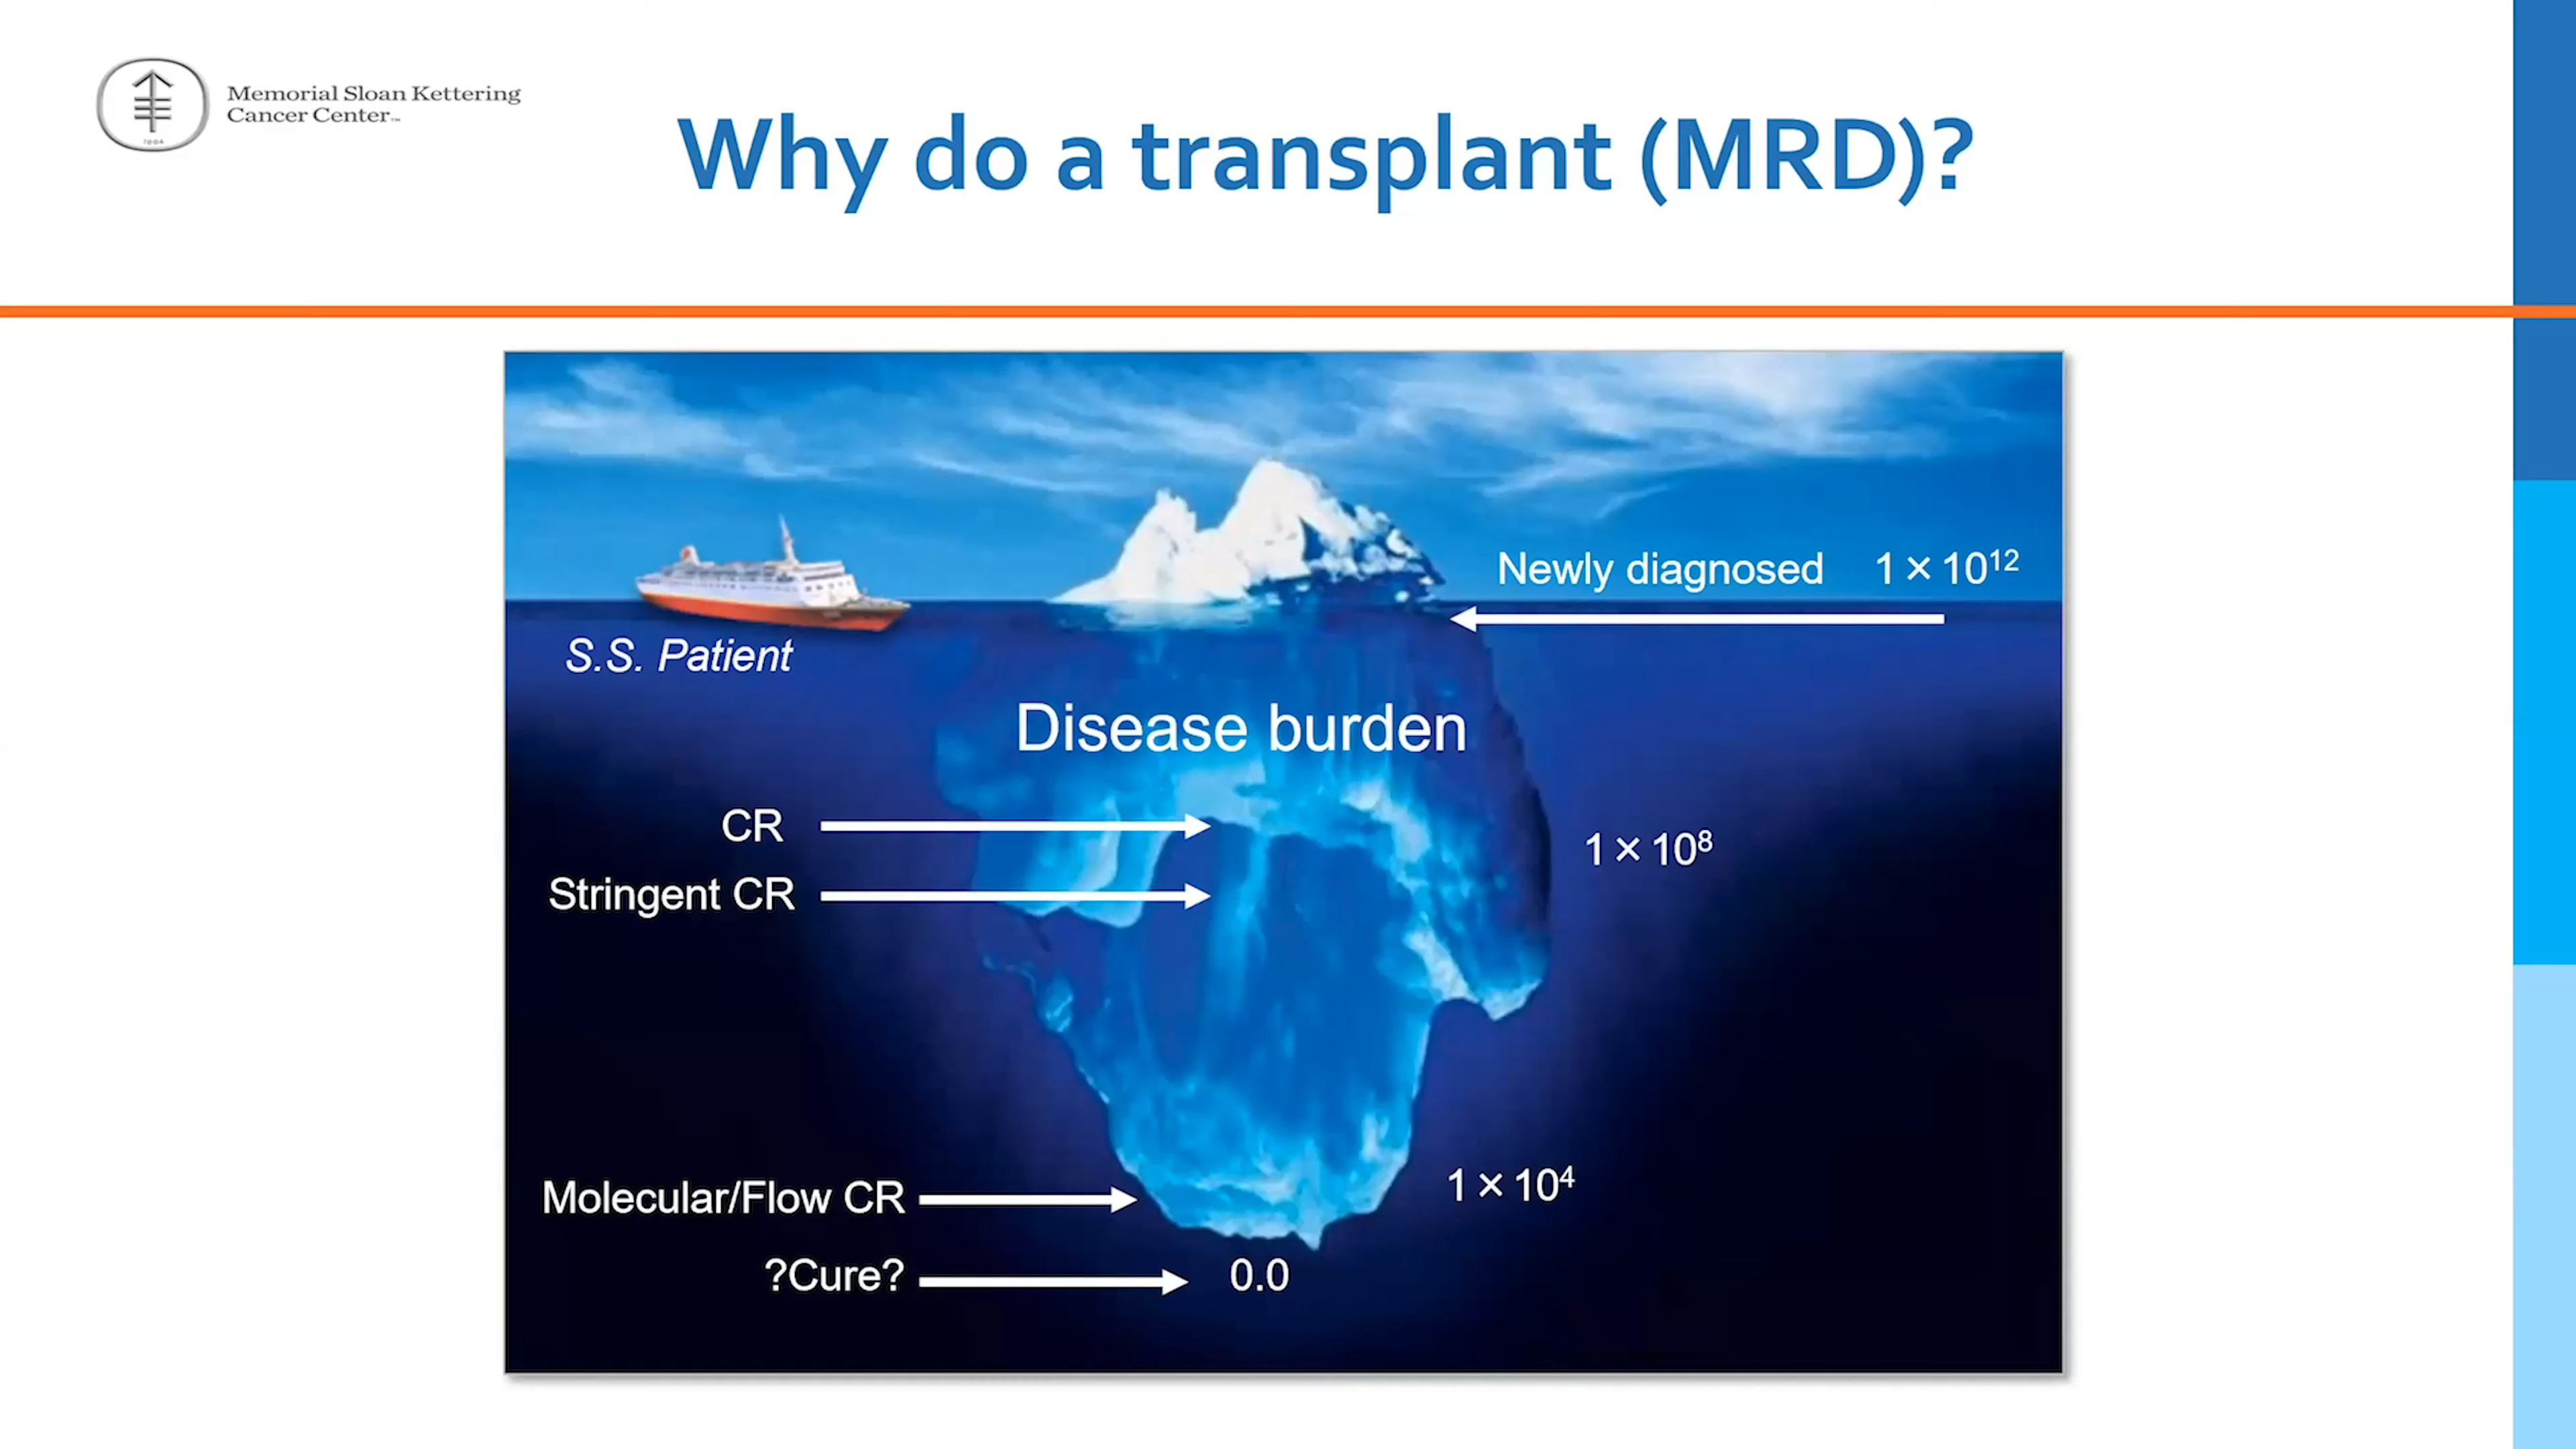 Memorial Sloan Kettering
Cancer Center
Why do a transplant (MRD)?
Newly diagnosed 1 × 10¹²
S.S. Patient
Disease burden
CR
1 × 10⁸
Stringent CR
Molecular/Flow CR
1 × 10⁴
?Cure?
0.0